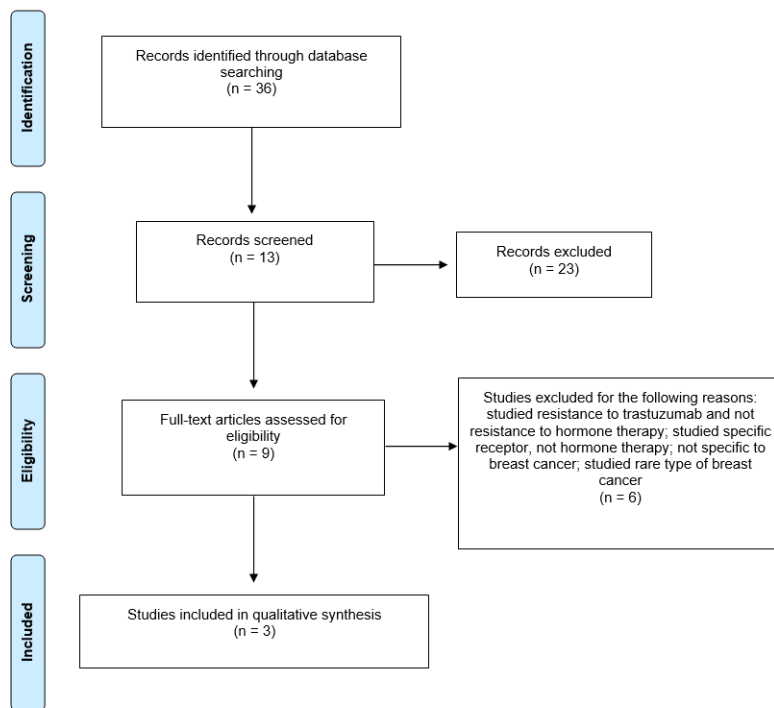 Identification
Records identified through database
searching
(n = 36)
Screening
Records screened
(n = 13)
Records excluded
(n = 23)
Eligibility
Full-text articles assessed for
eligibility
(n = 9)
Studies excluded for the following reasons:
studied resistance to trastuzumab and not
resistance to hormone therapy; studied specific
receptor, not hormone therapy; not specific to
breast cancer; studied rare type of breast
cancer
(n = 6)
Included
Studies included in qualitative synthesis
(n = 3)